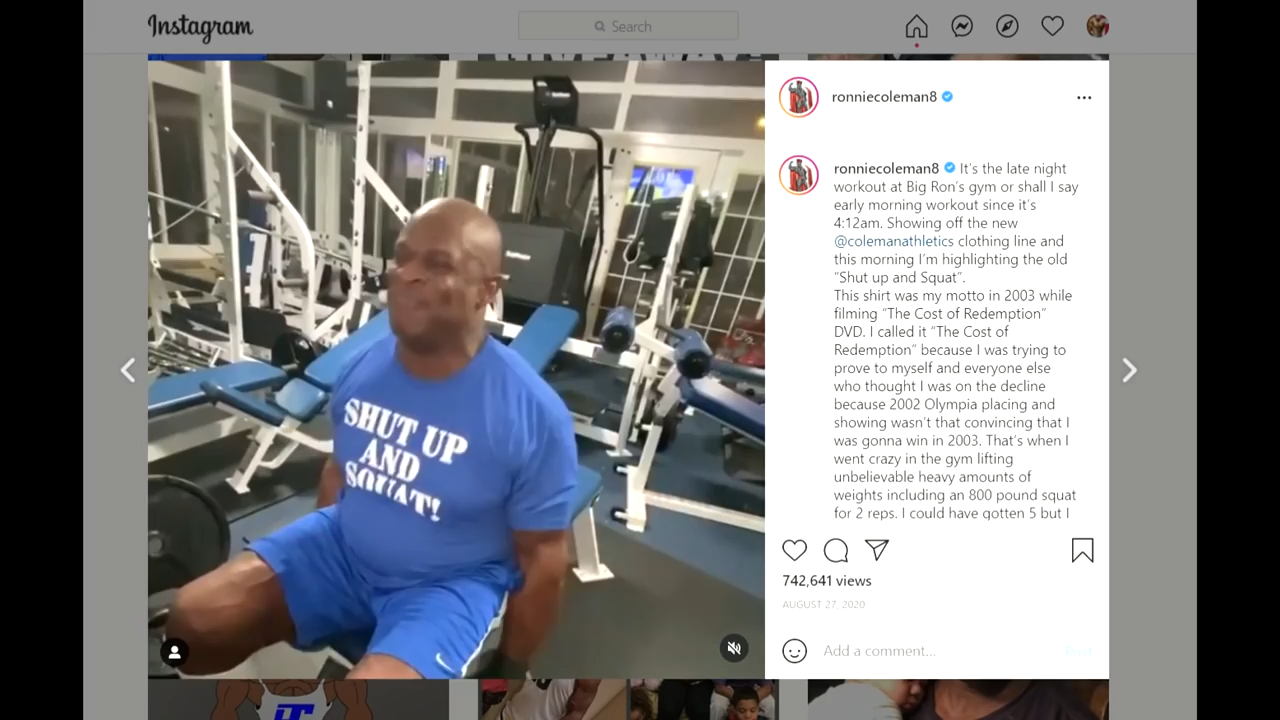 Instagram
Search
ronniecoleman8
ronniecoleman8 It's the late night
workout at Big Ron's gym or shall I say
early morning workout since it's
4:12am. Showing off the new
@colemanathletics clothing line and
this morning I'm highlighting the old
"Shut up and Squat".
This shirt was my motto in 2003 while
filming "The Cost of Redemption"
DVD. I called it "The Cost of
Redemption" because I was trying to
prove to myself and everyone else
who thought I was on the decline
because 2002 Olympia placing and
showing wasn't that convincing that I
was gonna win in 2003. That's when I
went crazy in the gym lifting
unbelievable heavy amounts of
weights including an 800 pound squat
for 2 reps. I could have gotten 5 but I
SHUT UP
AND
SQUAT!
742,641 views
AUGUST 27, 2020
Add a comment...
Post